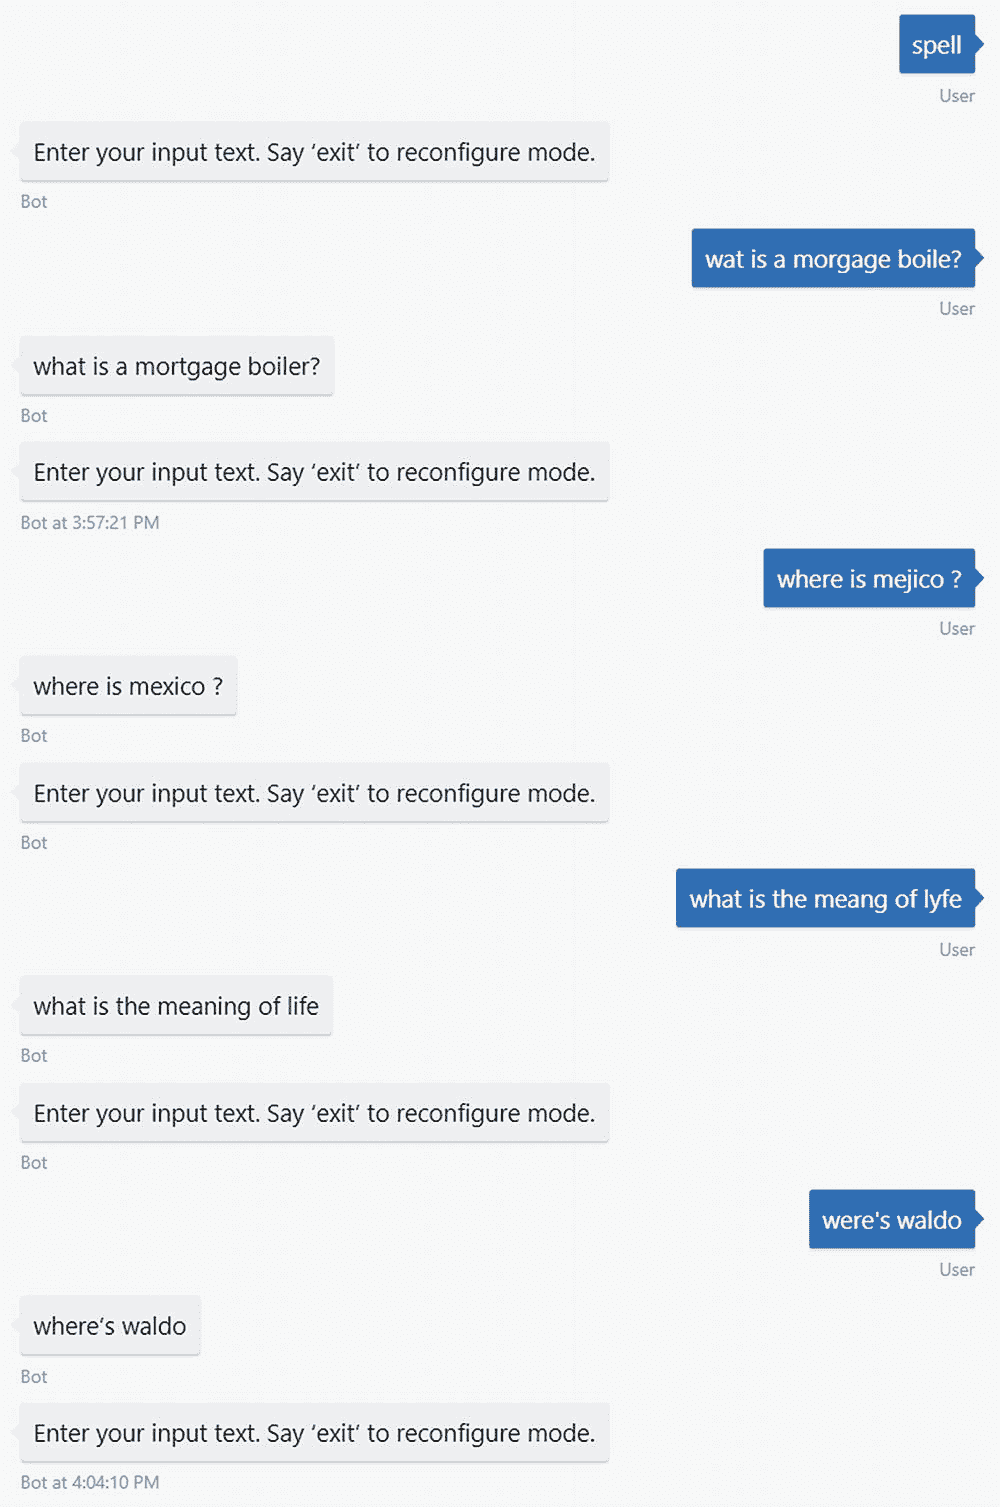 spell
User
Enter your input text. Say ‘exit’ to reconfigure mode.
Bot
wat is a morgage boile?
User
what is a mortgage boiler?
Bot
Enter your input text. Say ‘exit’ to reconfigure mode.
Bot at 3:57:21 PM
where is mejico ?
User
where is mexico ?
Bot
Enter your input text. Say ‘exit’ to reconfigure mode.
Bot
what is the meang of lyfe
User
what is the meaning of life
Bot
Enter your input text. Say ‘exit’ to reconfigure mode.
Bot
were's waldo
User
where’s waldo
Bot
Enter your input text. Say ‘exit’ to reconfigure mode.
Bot at 4:04:10 PM